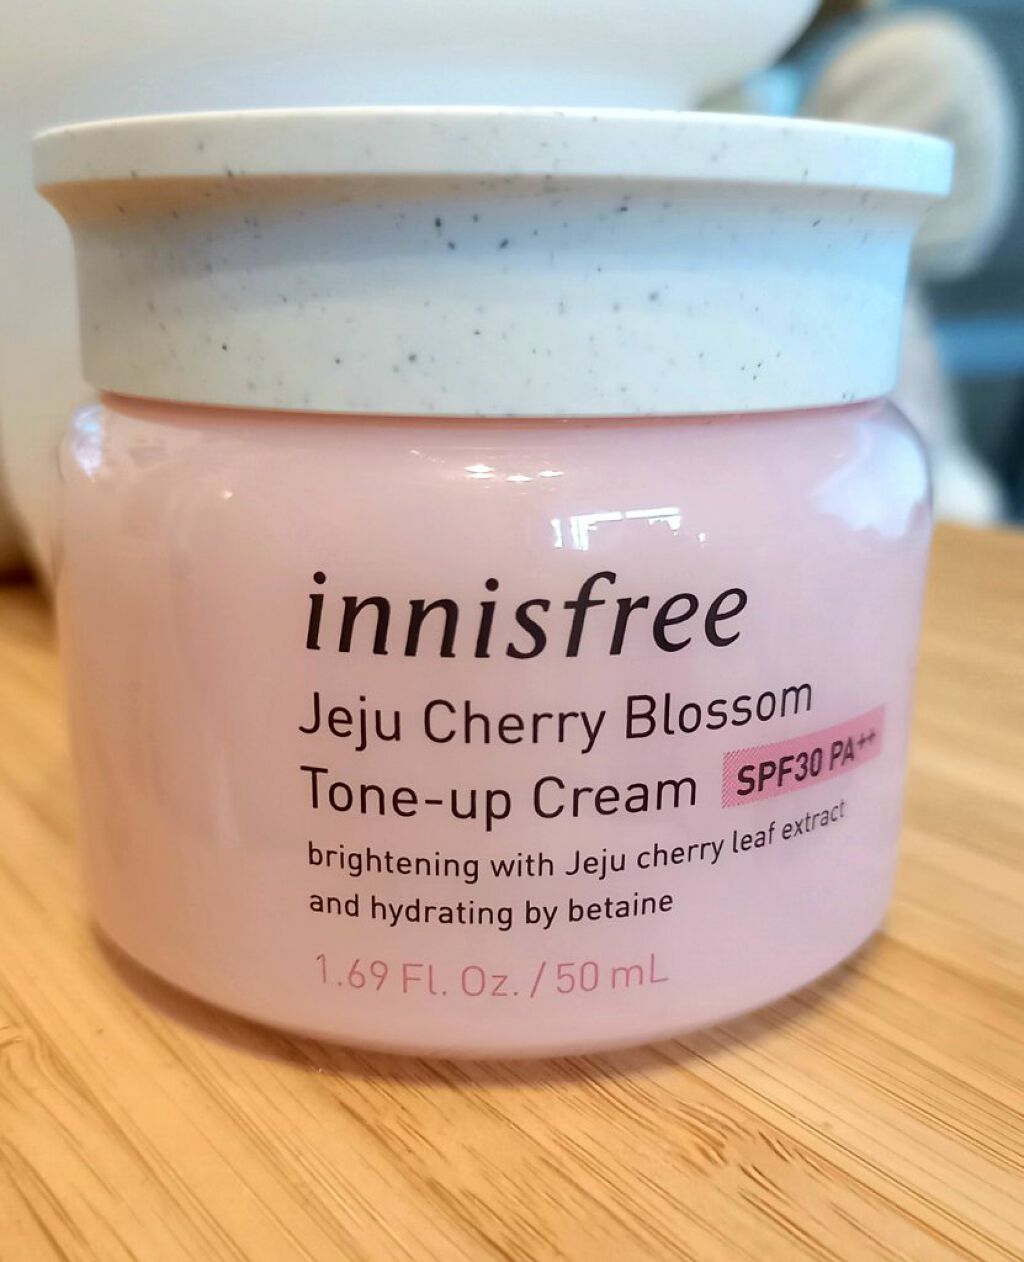 innisfree
Jeju Cherry Blossom
Tone-up Cream SPF30 PA++
brightening with Jeju cherry leaf extract
and hydrating by betaine
1.69 Fl. Oz. / 50 mL